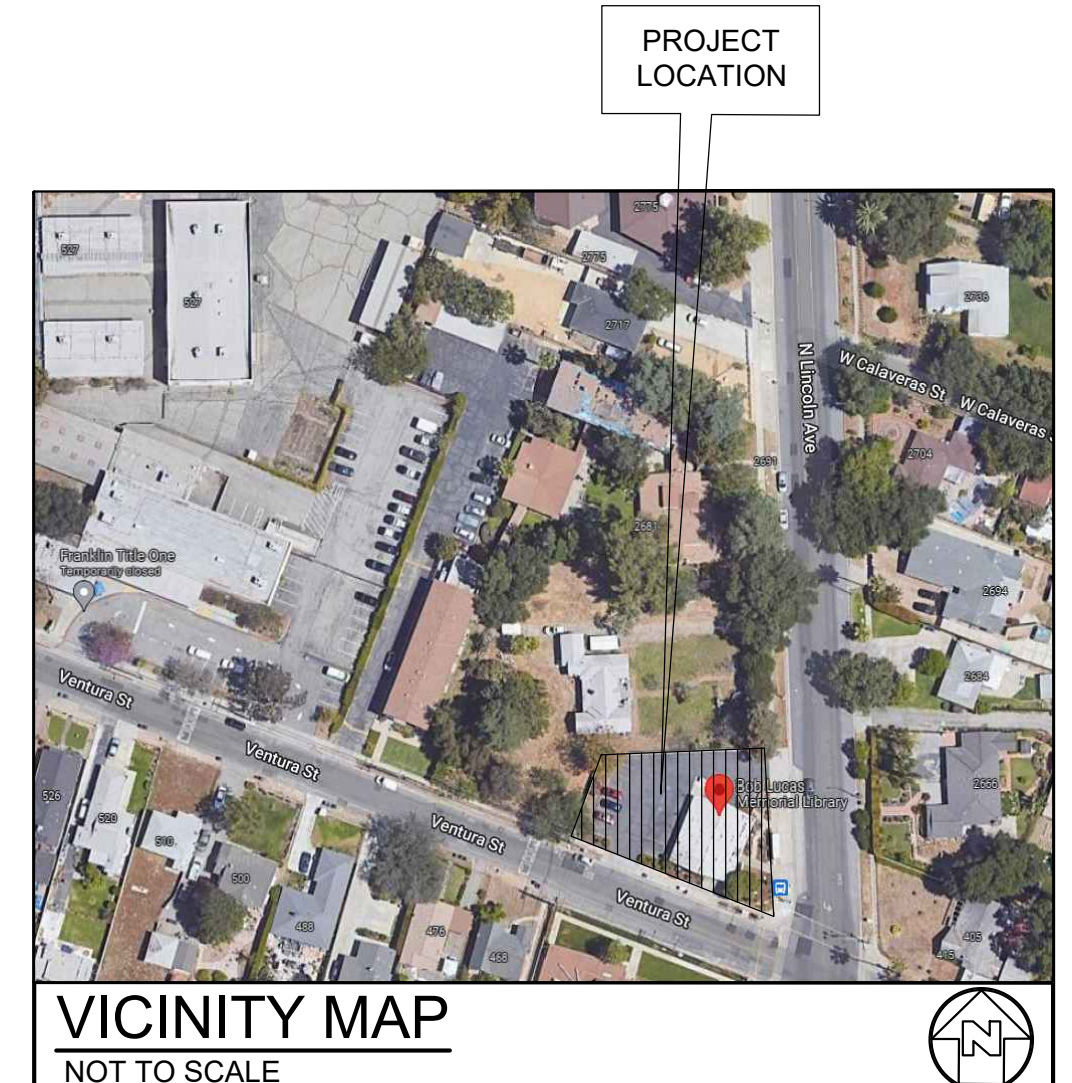 PROJECT
LOCATION
2775
527
2775
527
2736
2717
N Lincoln Ave
W Calaveras St
W Calaveras
2704
2691
2681
Franklin Title One
Temporarily closed
2694
2684
Ventura St
Ventura St
Bob Lucas
Memorial Library
2666
526
520
510
Ventura St
500
Ventura St
488
476
468
405
415
VICINITY MAP
NOT TO SCALE
N